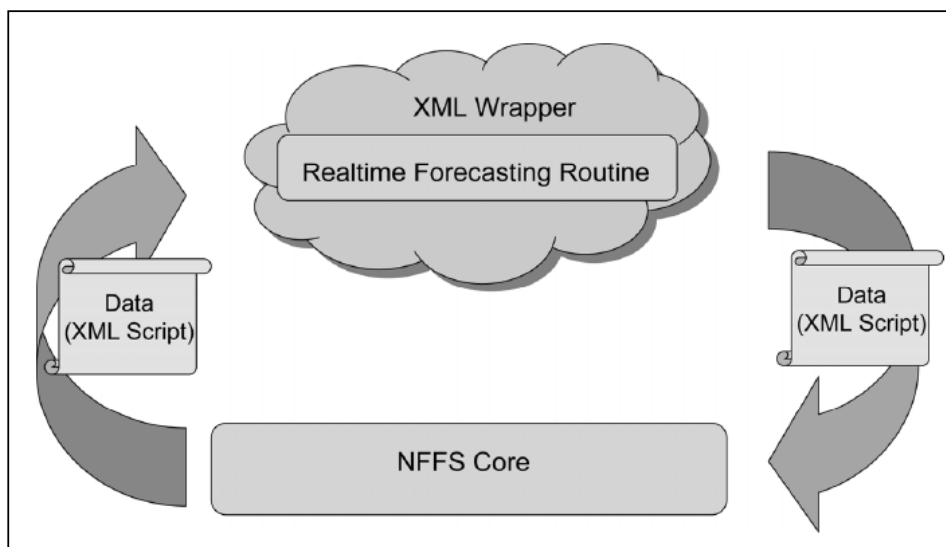 XML Wrapper
Realtime Forecasting Routine
Data
(XML Script)
Data
(XML Script)
NFFS Core